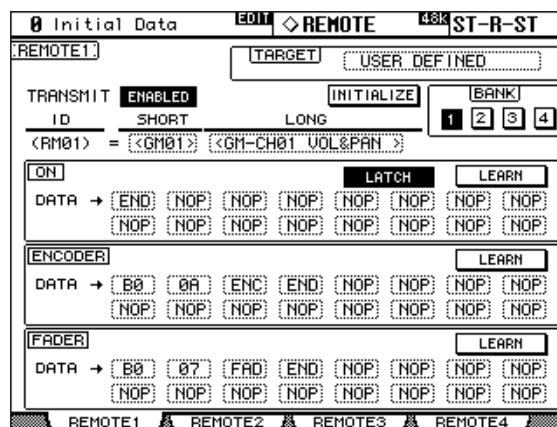 0 Initial Data EDIT ◇REMOTE 48K ST-R-ST
REMOTE1
TARGET
USER DEFINED
TRANSMIT ENABLED INITIALIZE BANK
ID SHORT LONG 1 2 3 4
(RM01) = <GM01> <GM-CH01 VOL&PAN >
ON LATCH LEARN
DATA → END NOP NOP NOP NOP NOP NOP NOP
NOP NOP NOP NOP NOP NOP NOP NOP
ENCODER LEARN
DATA → B0 0A ENC END NOP NOP NOP NOP
NOP NOP NOP NOP NOP NOP NOP NOP
FADER LEARN
DATA → B0 07 FAD END NOP NOP NOP NOP
NOP NOP NOP NOP NOP NOP NOP NOP
REMOTE1 REMOTE2 REMOTE3 REMOTE4